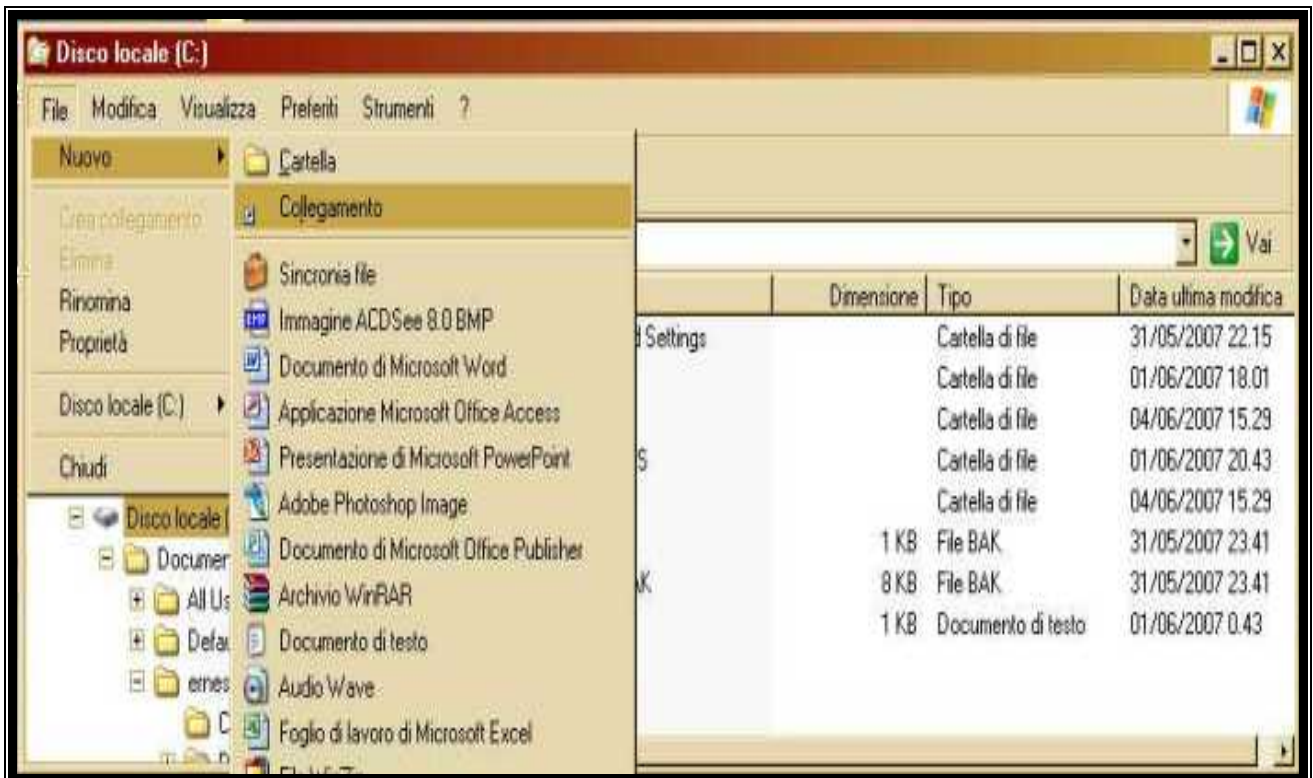 Disco locale (C:)
File Modifica Visualizza Preferiti Strumenti ?
Nuovo
Crea collegamento
Elimina
Rinomina
Proprietà
Disco locale (C:)
Chiudi
Cartella
Collegamento
Sincronia file
Immagine ACDSee 8.0 BMP
Documento di Microsoft Word
Applicazione Microsoft Office Access
Presentazione di Microsoft PowerPoint
Adobe Photoshop Image
Documento di Microsoft Office Publisher
Archivio WinRAR
Documento di testo
Audio Wave
Foglio di lavoro di Microsoft Excel
Vai
Dimensione Tipo Data ultima modifica
d Settings Cartella di file 31/05/2007 22.15
Cartella di file 01/06/2007 18.01
Cartella di file 04/06/2007 15.29
S Cartella di file 01/06/2007 20.43
Cartella di file 04/06/2007 15.29
1 KB File BAK 31/05/2007 23.41
AK 8 KB File BAK 31/05/2007 23.41
1 KB Documento di testo 01/06/2007 0.43
Disco locale (
Documen
All Us
Defau
ernes
C